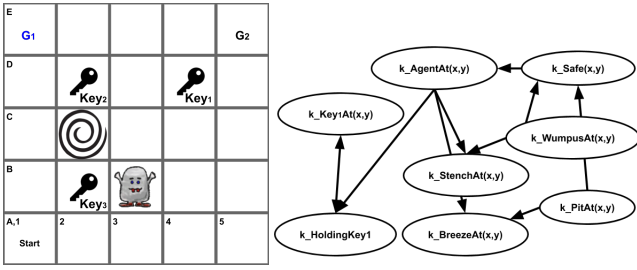 E
G1
G2
D
Key2
Key1
C
B
Key3
A,1
2
3
4
5
Start
k_AgentAt(x,y)
k_Safe(x,y)
k_Key1At(x,y)
k_WumpusAt(x,y)
k_StenchAt(x,y)
k_PitAt(x,y)
k_HoldingKey1
k_BreezeAt(x,y)